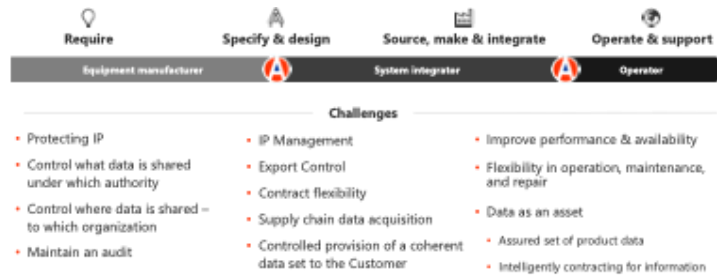 Require
Specify & design
Source, make & integrate
Operate & support
Equipment manufacturer
A
System integrator
A
Operator
Challenges
• Protecting IP
• Control what data is shared
under which authority
• Control where data is shared –
to which organization
• Maintain an audit
• IP Management
• Export Control
• Contract flexibility
• Supply chain data acquisition
• Controlled provision of a coherent
data set to the Customer
• Improve performance & availability
• Flexibility in operation, maintenance,
and repair
• Data as an asset
• Assured set of product data
• Intelligently contracting for information